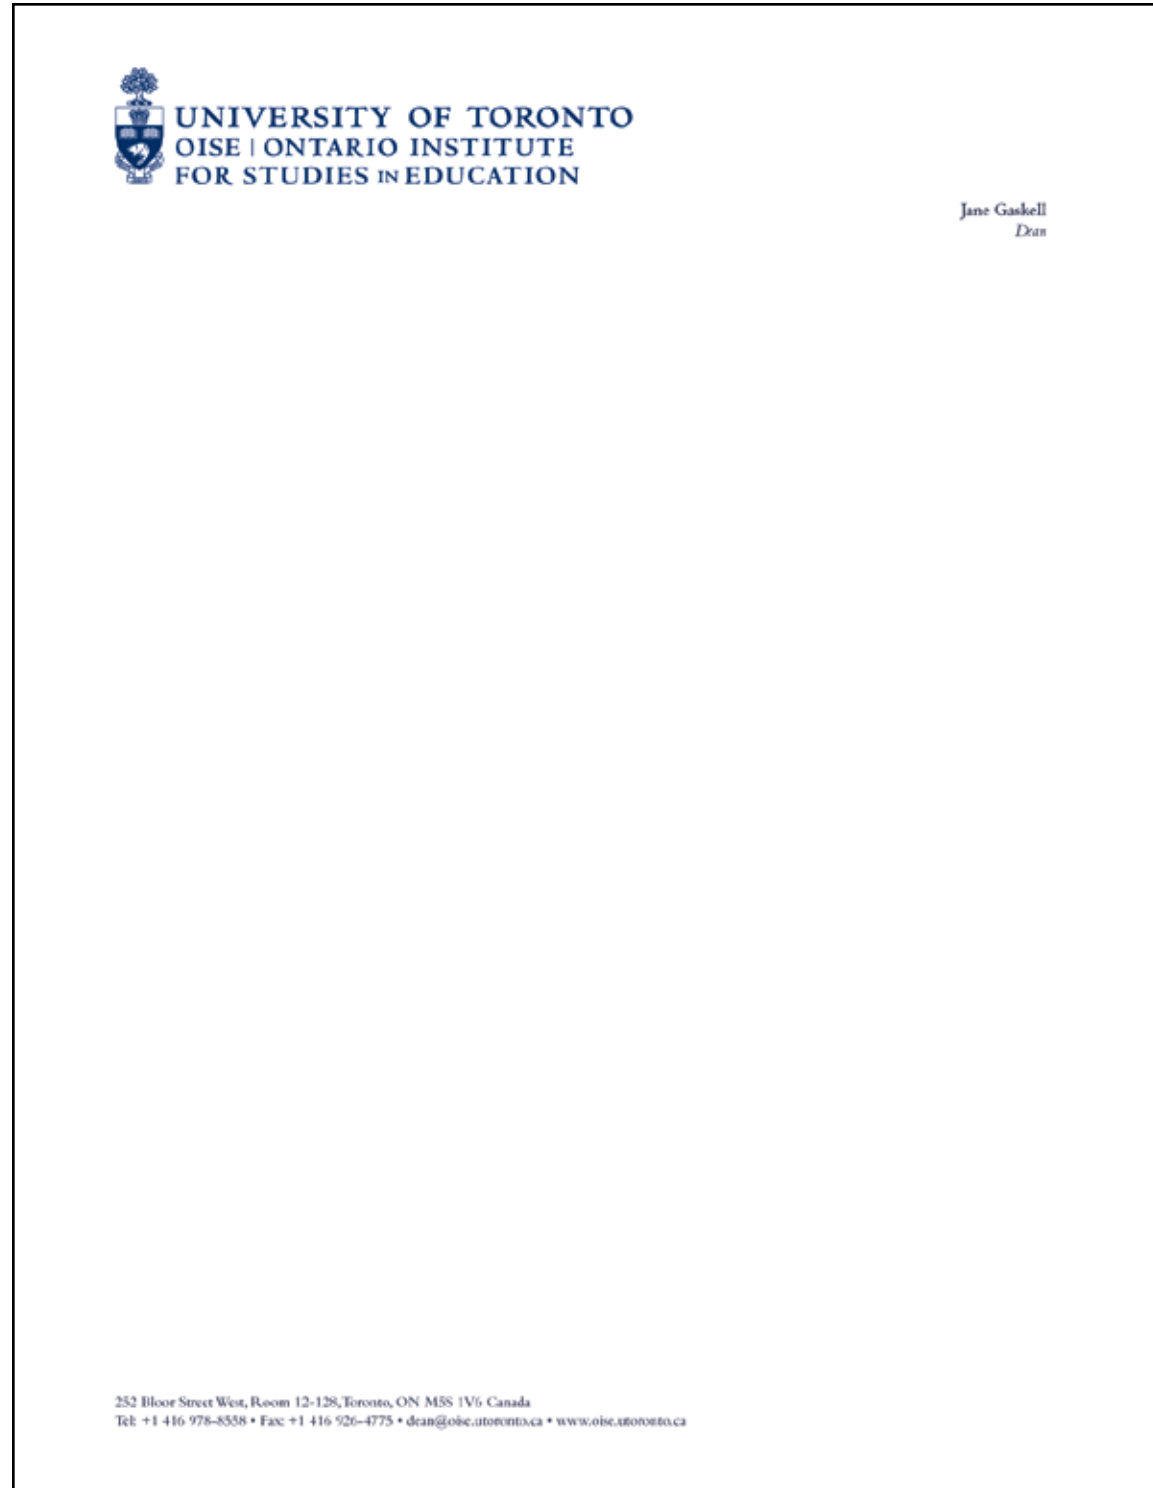 UNIVERSITY OF TORONTO
OISE | ONTARIO INSTITUTE
FOR STUDIES IN EDUCATION
Jane Gaskell
Dean
252 Bloor Street West, Room 12-128, Toronto, ON M5S 1V6 Canada
Tel: +1 416 978-8558 • Fax: +1 416 926-4775 • dean@oise.utoronto.ca • www.oise.utoronto.ca